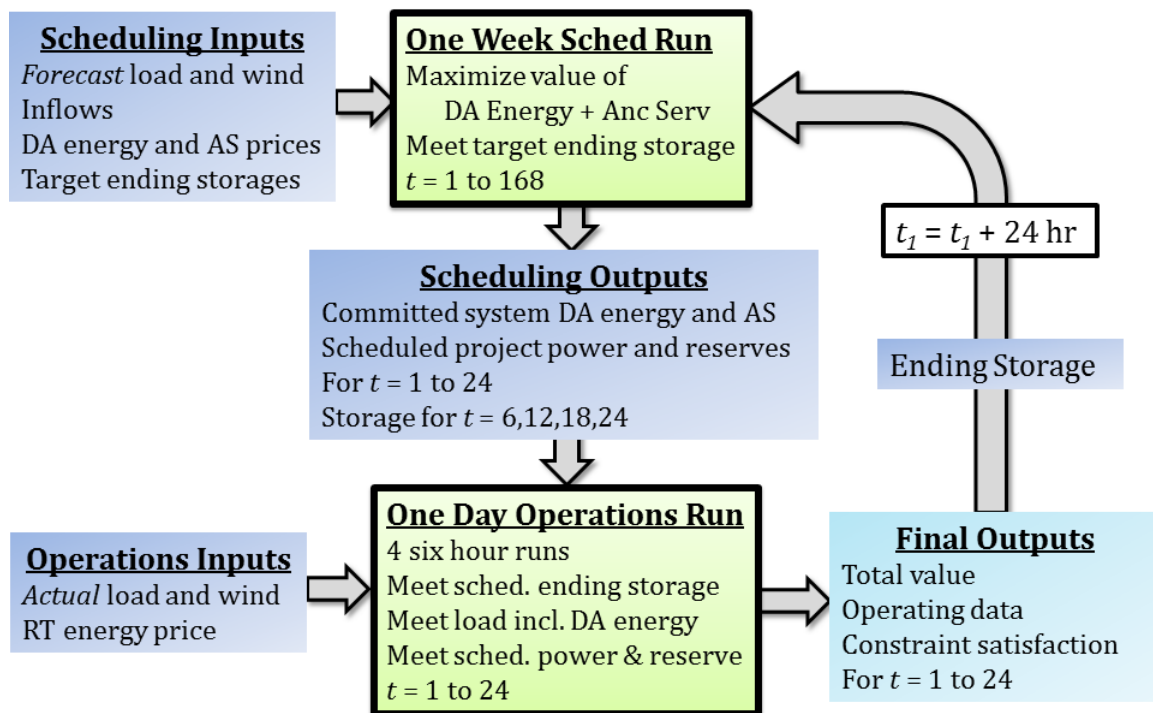 Scheduling Inputs
Forecast load and wind
Inflows
DA energy and AS prices
Target ending storages
One Week Sched Run
Maximize value of
DA Energy + Anc Serv
Meet target ending storage
t = 1 to 168
t1 = t1 + 24 hr
Scheduling Outputs
Committed system DA energy and AS
Scheduled project power and reserves
For t = 1 to 24
Storage for t = 6,12,18,24
Ending Storage
Operations Inputs
Actual load and wind
RT energy price
One Day Operations Run
4 six hour runs
Meet sched. ending storage
Meet load incl. DA energy
Meet sched. power & reserve
t = 1 to 24
Final Outputs
Total value
Operating data
Constraint satisfaction
For t = 1 to 24